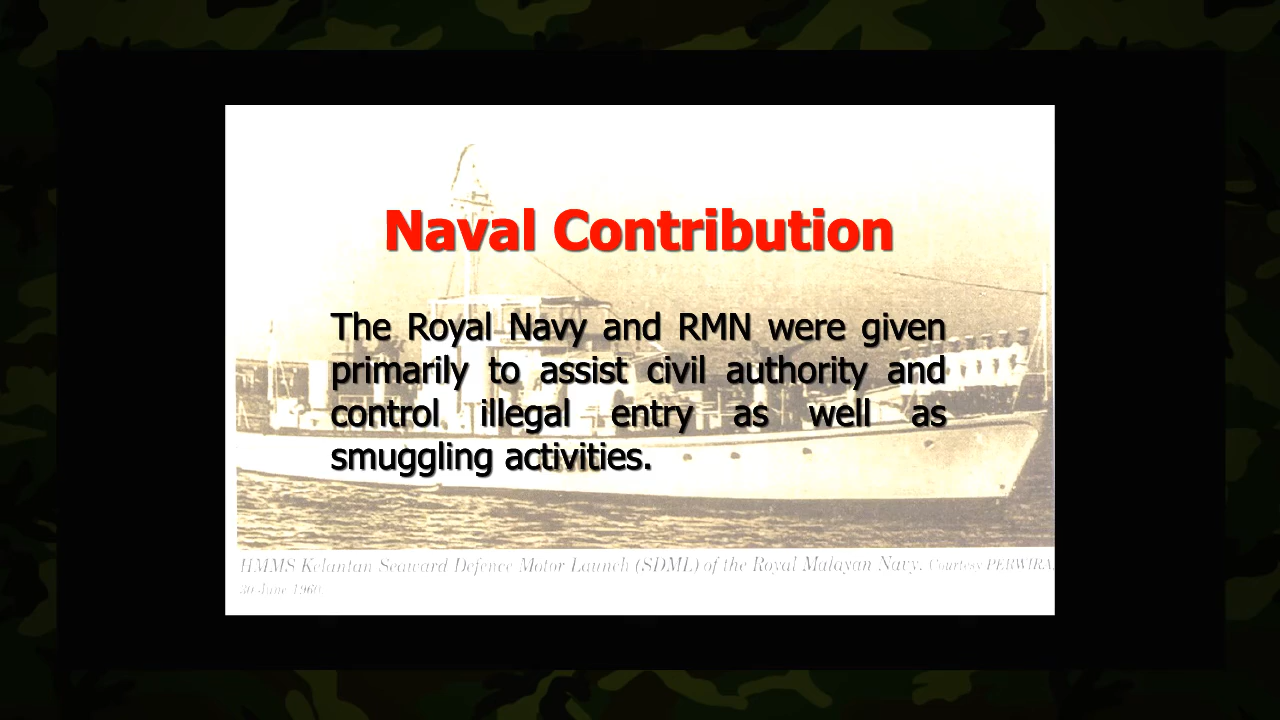 Naval Contribution
The Royal Navy and RMN were given
primarily to assist civil authority and
control illegal entry as well as
smuggling activities.
HMMS Kelantan Seaward Defence Motor Launch (SDML) of the Royal Malayan Navy. Courtesy PERWIRA,
30 June 1960.